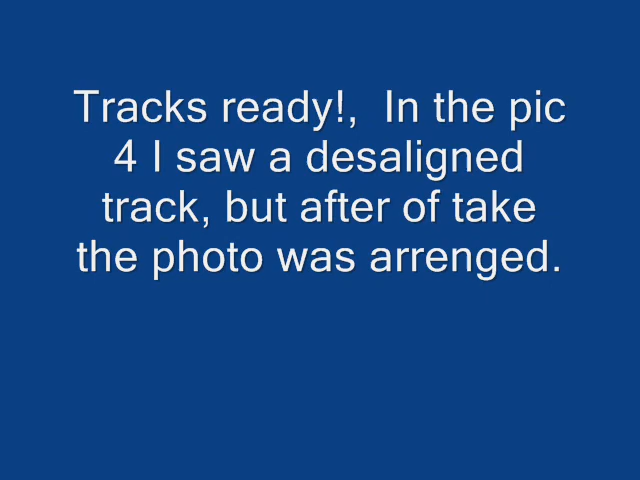 Tracks ready!,  In the pic
4 I saw a desaligned
track, but after of take
the photo was arrenged.